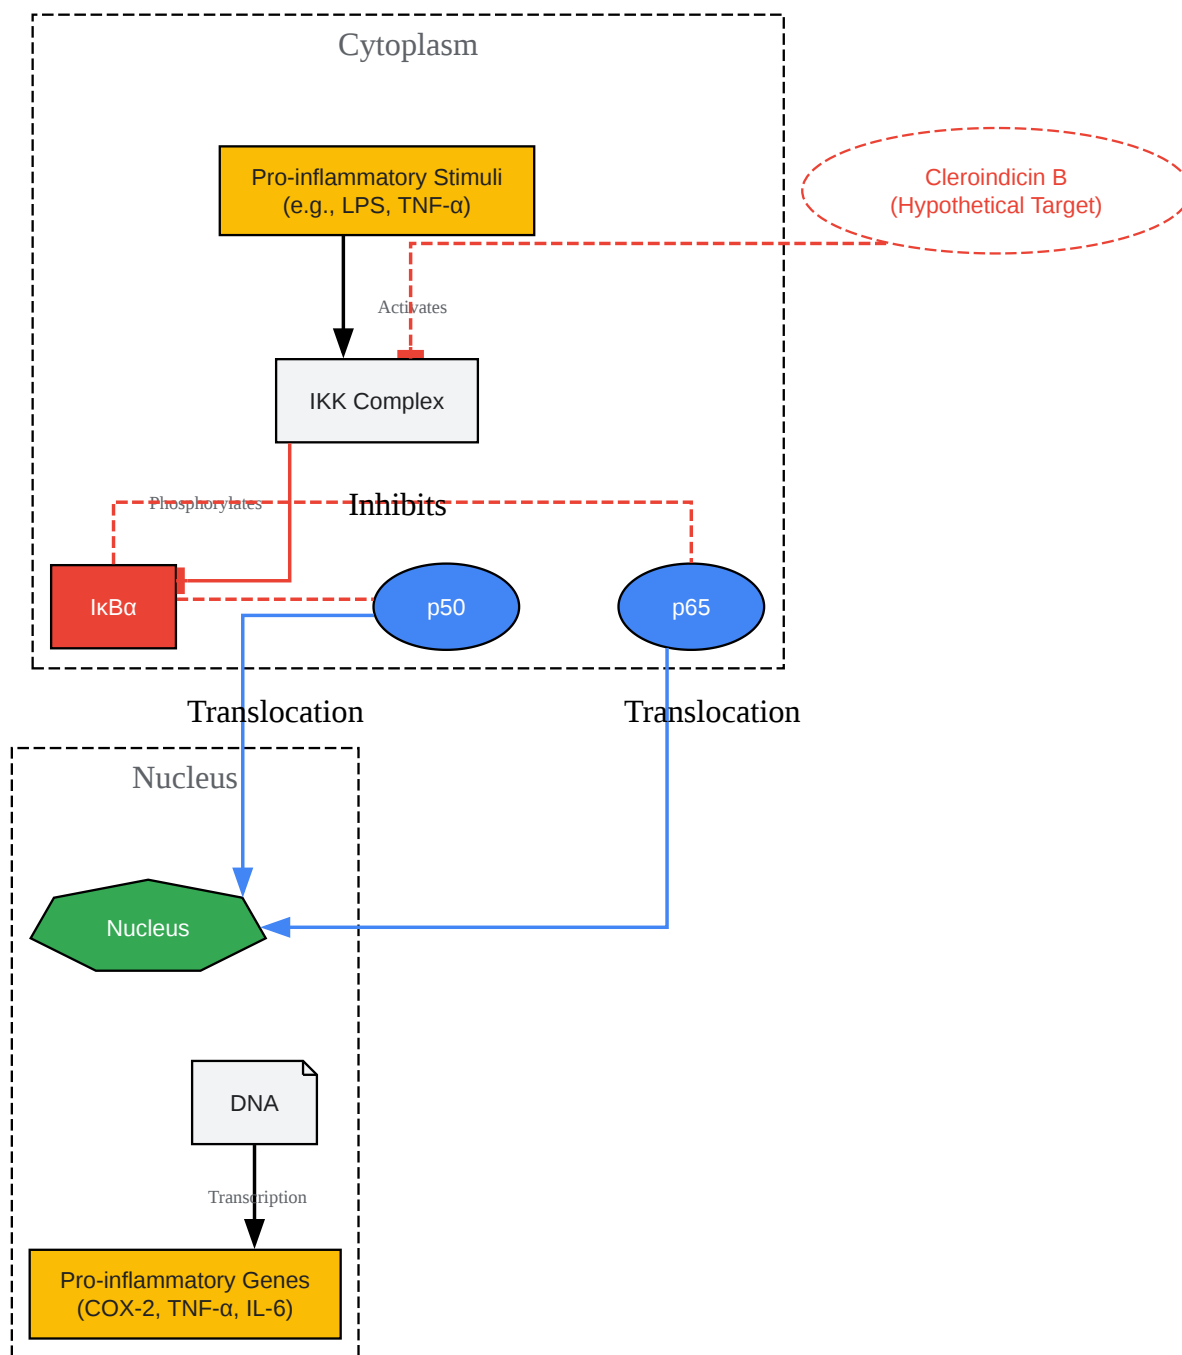 Cytoplasm
Pro-inflammatory Stimuli
(e.g., LPS, TNF-α)
Cleroindicin B
(Hypothetical Target)
Activates
IKK Complex
Phosphorylates
Inhibits
IκBα
p50
p65
Translocation
Translocation
Nucleus
Nucleus
DNA
Transcription
Pro-inflammatory Genes
(COX-2, TNF-α, IL-6)